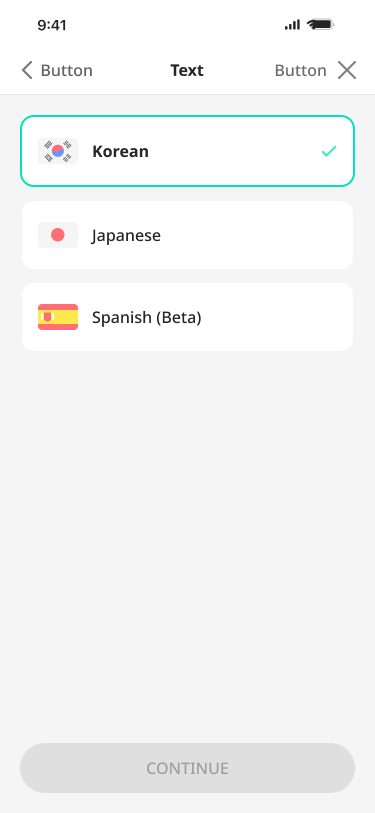 9:41
Button Text Button
Korean
Japanese
Spanish (Beta)
CONTINUE